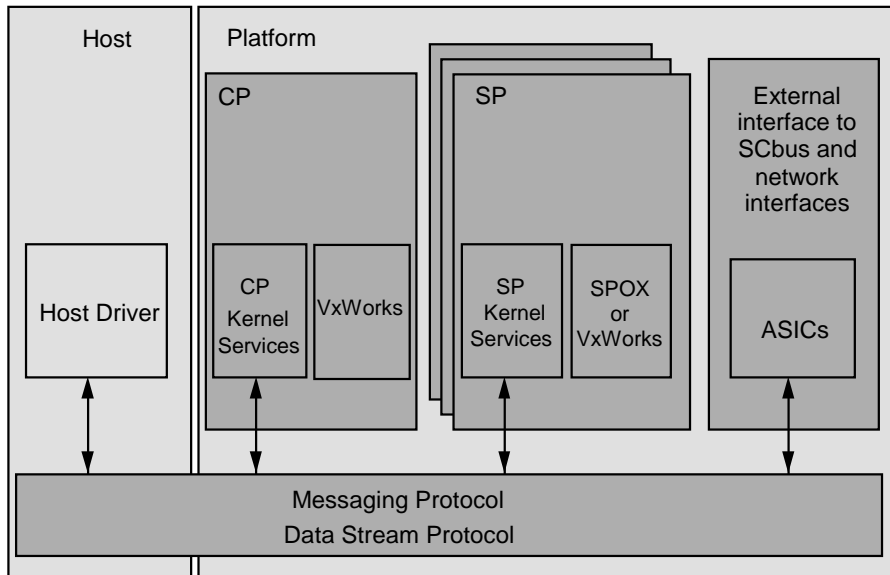 Host
Platform
CP
SP
External
interface to
SCbus and
network
interfaces
Host Driver
CP
Kernel
Services
VxWorks
SP
Kernel
Services
SPOX
or
VxWorks
ASICs
Messaging Protocol
Data Stream Protocol